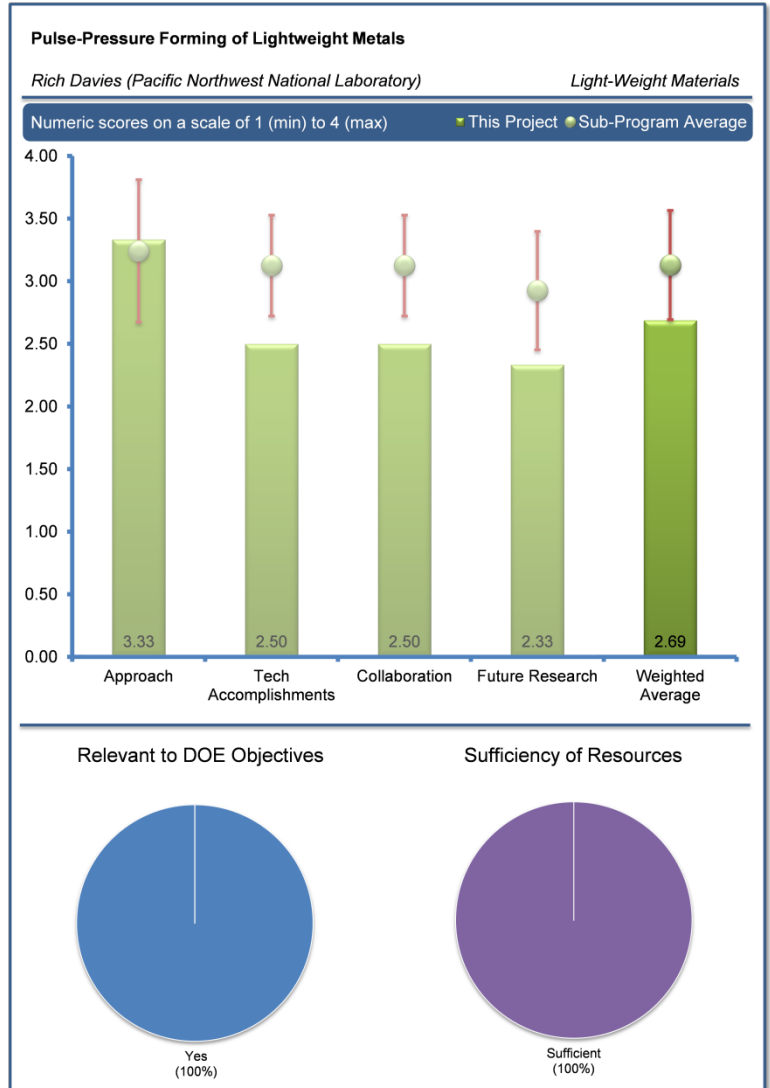 Pulse-Pressure Forming of Lightweight Metals
Rich Davies (Pacific Northwest National Laboratory) Light-Weight Materials
Numeric scores on a scale of 1 (min) to 4 (max) This Project Sub-Program Average
4.00
3.50
3.00
2.50
2.00
1.50
1.00
0.50
0.00
3.33 2.50 2.50 2.33 2.69
Approach Tech Accomplishments Collaboration Future Research Weighted Average
Relevant to DOE Objectives Sufficiency of Resources
Yes
(100%)
Sufficient
(100%)